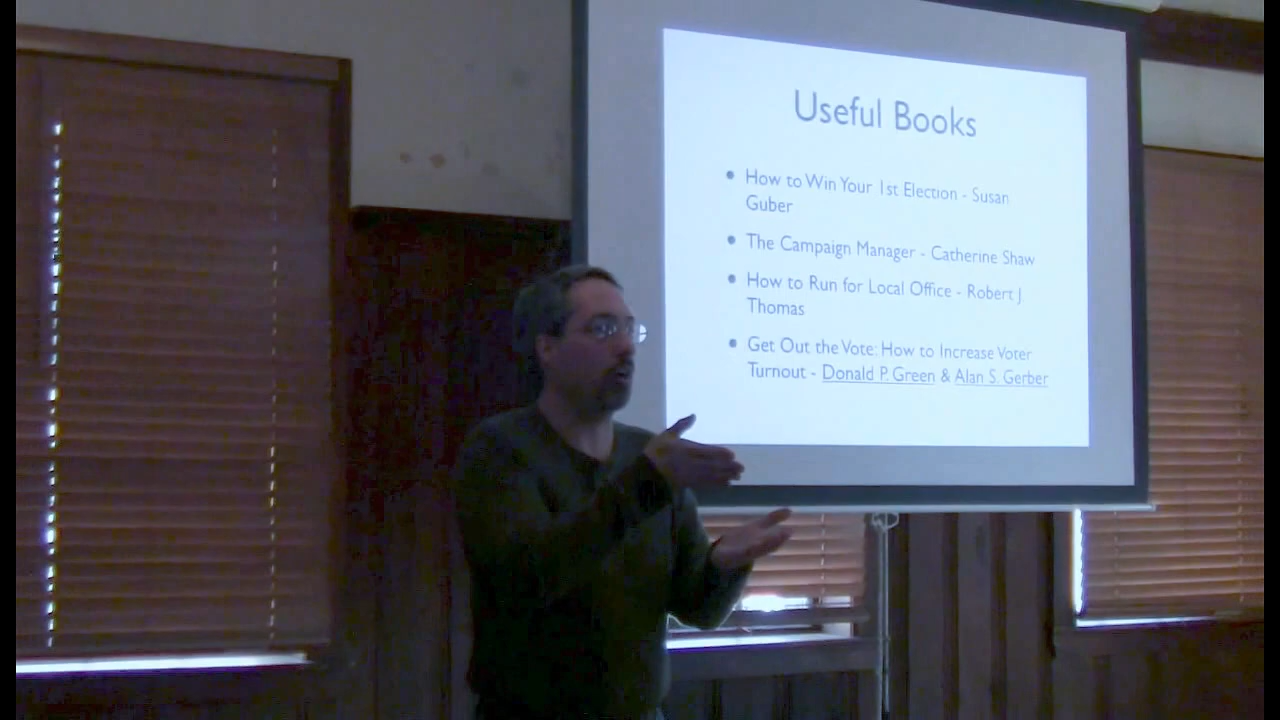 Useful Books
• How to Win Your 1st Election - Susan
Guber
• The Campaign Manager - Catherine Shaw
• How to Run for Local Office - Robert J
Thomas
• Get Out the Vote: How to Increase Voter
Turnout - Donald P. Green & Alan S. Gerber